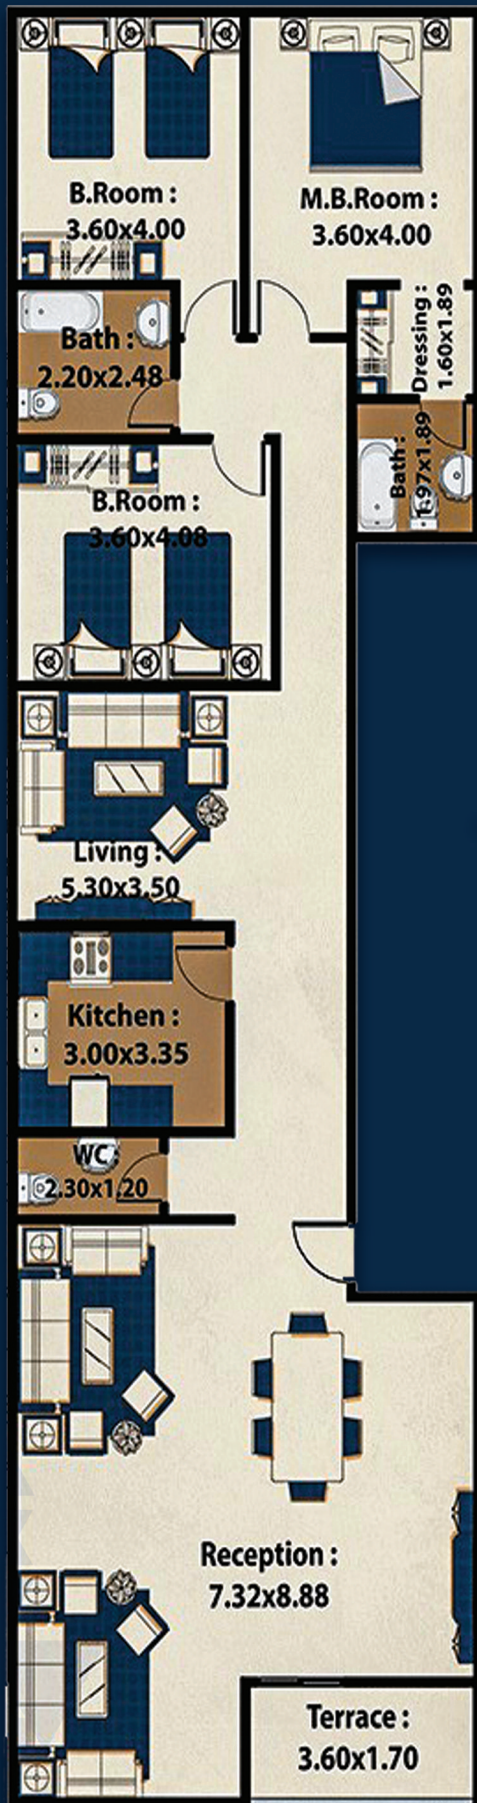 B.Room :
3.60x4.00
M.B.Room :
3.60x4.00
Dressing :
1.60x1.89
Bath :
2.20x2.48
Bath :
1.97x1.89
B.Room :
3.60x4.08
Living :
5.30x3.50
Kitchen :
3.00x3.35
WC :
2.30x1.20
Reception :
7.32x8.88
Terrace :
3.60x1.70